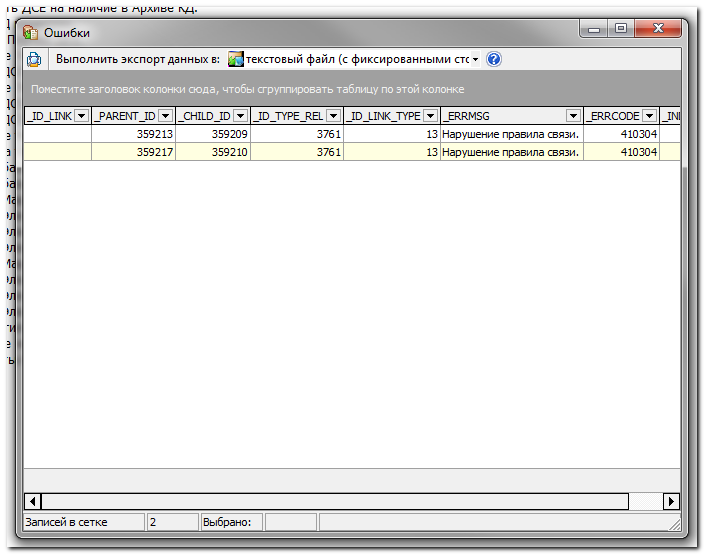 ть ДСЕ на наличие в Архиве КД.
Ошибки
Выполнить экспорт данных в: текстовый файл (с фиксированными стс
Поместите заголовок колонки сюда, чтобы сгруппировать таблицу по этой колонке
_ID_LINK _PARENT_ID _CHILD_ID _ID_TYPE_REL _ID_LINK_TYPE _ERRMSG _ERRCODE _INI
359213 359209 3761 13 Нарушение правила связи. 410304
359217 359210 3761 13 Нарушение правила связи. 410304
Записей в сетке 2 Выбрано: